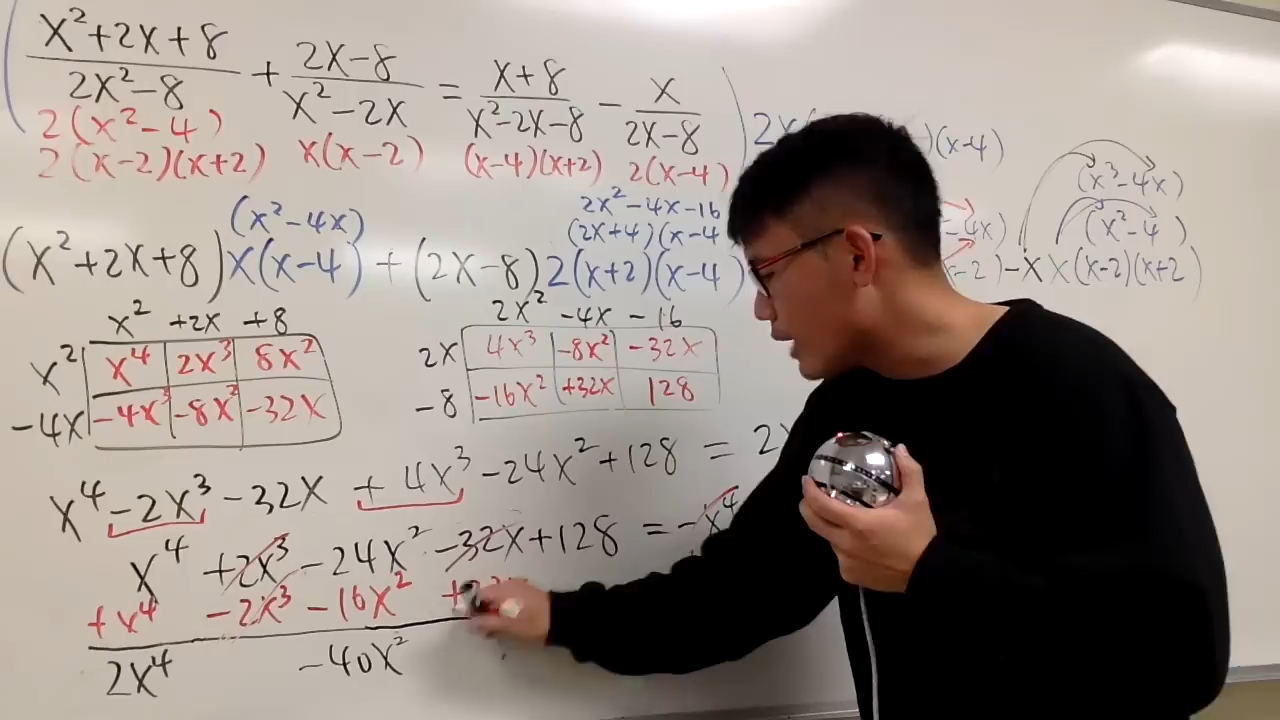 (x²+2x+8)/(2x²-8) + (2x-8)/(x²-2x) = (x+8)/(x²-2x-8) - x/(2x-8)
2(x²-4)
2(x-2)(x+2) x(x-2) (x-4)(x+2) 2(x-4)
)(x-4)
(x³-4x)
(x²-4x) 2x²-4x-16
(2x+4)(x-4 -4x) (x²-4)
(x²+2x+8)x(x-4) + (2x-8)2(x+2)(x-4) x-2) -x x(x-2)(x+2)
x² +2x +8
x² x⁴ 2x³ 8x²
-4x -4x³ -8x² -32x
2x² -4x -16
2x 4x³ -8x² -32x
-8 -16x² +32x 128
x⁴ -2x³ -32x +4x³ -24x² +128 = 2x
x⁴ +2x³ -24x² -32x +128 = -x⁴
+x⁴ -2x³ -16x² +
2x⁴ -40x²